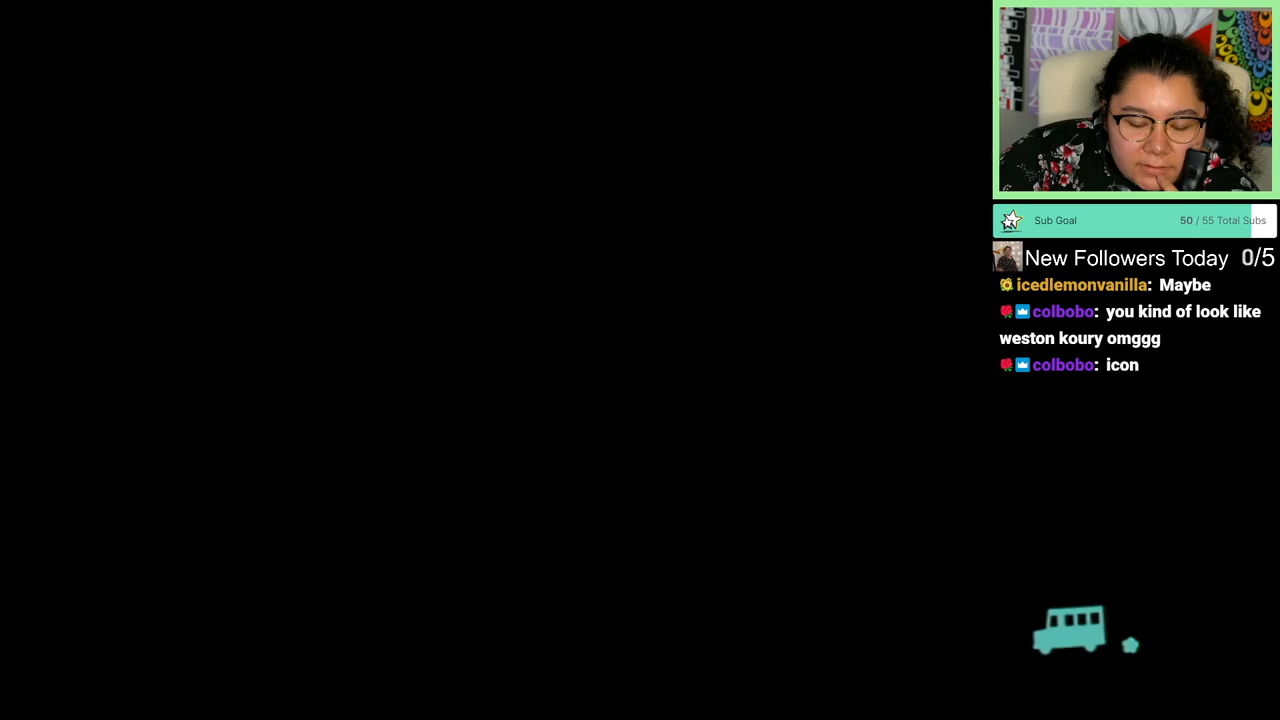 Sub Goal 50 / 55 Total Subs
New Followers Today 0/5
icedlemonvanilla: Maybe
colbobo: you kind of look like
weston koury omggg
colbobo: icon